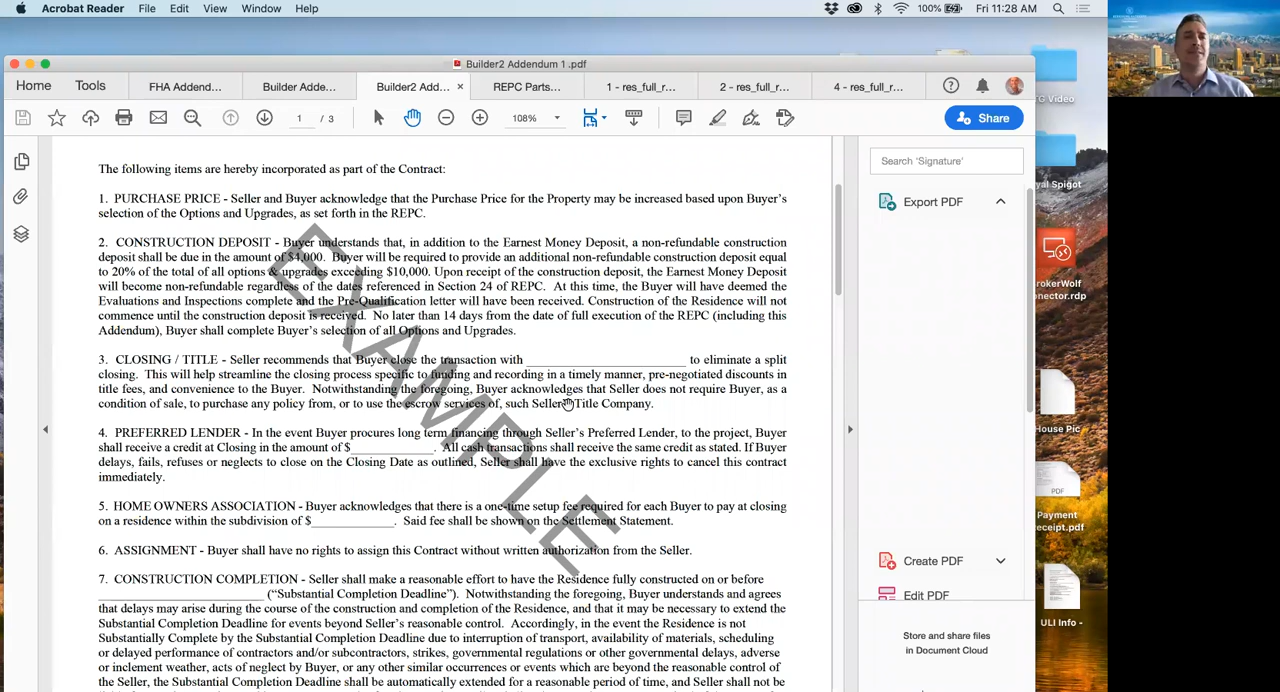 Acrobat Reader File Edit View Window Help 100% Fri 11:28 AM
Builder2 Addendum 1 .pdf
Home Tools FHA Addend... Builder Adde... Builder2 Add... × REPC Parts... 1 - res_full_r... 2 - res_full_r... 4 - res_full_r...
1 / 3 108% Share
The following items are hereby incorporated as part of the Contract:
1. PURCHASE PRICE - Seller and Buyer acknowledge that the Purchase Price for the Property may be increased based upon Buyer's
selection of the Options and Upgrades, as set forth in the REPC.
2. CONSTRUCTION DEPOSIT - Buyer understands that, in addition to the Earnest Money Deposit, a non-refundable construction
deposit shall be due in the amount of $4,000. Buyer will be required to provide an additional non-refundable construction deposit equal
to 20% of the total of all options & upgrades exceeding $10,000. Upon receipt of the construction deposit, the Earnest Money Deposit
will become non-refundable regardless of the dates referenced in Section 24 of REPC. At this time, the Buyer will have deemed the
Evaluations and Inspections complete and the Pre-Qualification letter will have been received. Construction of the Residence will not
commence until the construction deposit is received. No later than 14 days from the date of full execution of the REPC (including this
Addendum), Buyer shall complete Buyer's selection of all Options and Upgrades.
3. CLOSING / TITLE - Seller recommends that Buyer close the transaction with ____________________ to eliminate a split
closing. This will help streamline the closing process specific to funding and recording in a timely manner, pre-negotiated discounts in
title fees, and convenience to the Buyer. Notwithstanding the foregoing, Buyer acknowledges that Seller does not require Buyer, as a
condition of sale, to purchase any policy from, or to use the escrow services of, such Seller's Title Company.
4. PREFERRED LENDER - In the event Buyer provides long term financing through Seller's Preferred Lender, to the project, Buyer
shall receive a credit at Closing in the amount of $____________. All cash transactions shall receive the same credit as stated. If Buyer
delays, fails, refuses or neglects to close on the Closing Date as outlined, Seller shall have the exclusive rights to cancel this contract
immediately.
5. HOME OWNERS ASSOCIATION - Buyer acknowledges that there is a one-time setup fee required for each Buyer to pay at closing
on a residence within the subdivision of $____________. Said fee shall be shown on the Settlement Statement.
6. ASSIGNMENT - Buyer shall have no rights to assign this Contract without written authorization from the Seller.
7. CONSTRUCTION COMPLETION - Seller shall make a reasonable effort to have the Residence fully constructed on or before
____________________ ("Substantial Completion Deadline"). Notwithstanding the foregoing, Buyer understands and agrees
that delays may arise during the course of the construction and completion of the Residence, and that it may be necessary to extend the
Substantial Completion Deadline for events beyond Seller's reasonable control. Accordingly, in the event the Residence is not
Substantially Complete by the Substantial Completion Deadline due to interruption of transport, availability of materials, scheduling
or delayed performance of contractors and/or subcontractors, strikes, governmental regulations or other governmental delays, adverse
or inclement weather, acts of neglect by Buyer, or any other similar occurrences or events which are beyond the reasonable control of
the Seller, the Substantial Completion Deadline shall be automatically extended for a reasonable period of time, and Seller shall not be
EXAMPLE
Search 'Signature'
Export PDF
Create PDF
Edit PDF
Store and share files
in Document Cloud
TG Video
yal Spigot
rokerWolf
onnector.rdp
House Pic
PDF
Payment
eceipt.pdf
ULI Info -